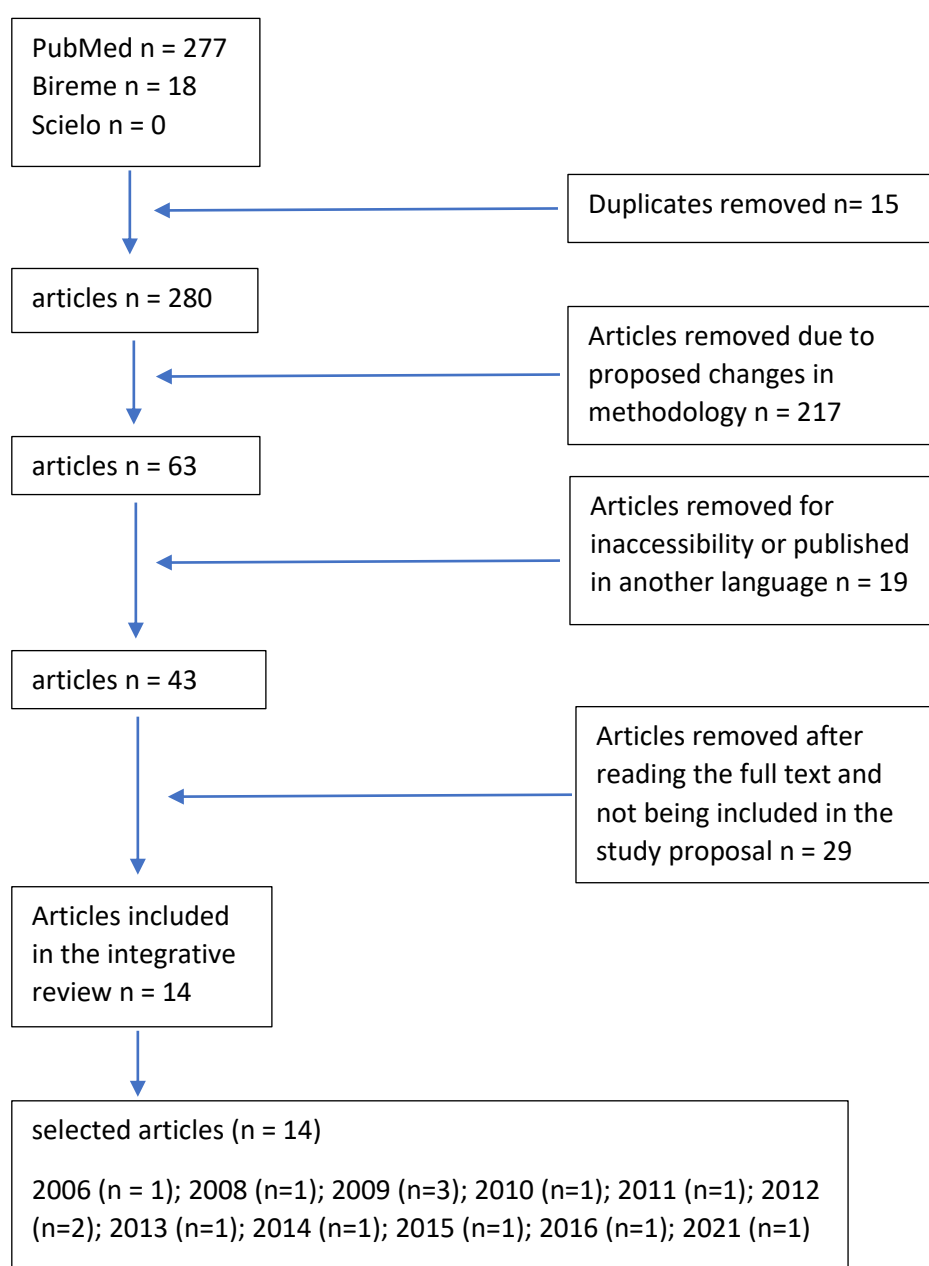 PubMed n = 277
Bireme n = 18
Scielo n = 0
Duplicates removed n= 15
articles n = 280
Articles removed due to
proposed changes in
methodology n = 217
articles n = 63
Articles removed for
inaccessibility or published
in another language n = 19
articles n = 43
Articles removed after
reading the full text and
not being included in the
study proposal n = 29
Articles included
in the integrative
review n = 14
selected articles (n = 14)
2006 (n = 1); 2008 (n=1); 2009 (n=3); 2010 (n=1); 2011 (n=1); 2012
(n=2); 2013 (n=1); 2014 (n=1); 2015 (n=1); 2016 (n=1); 2021 (n=1)